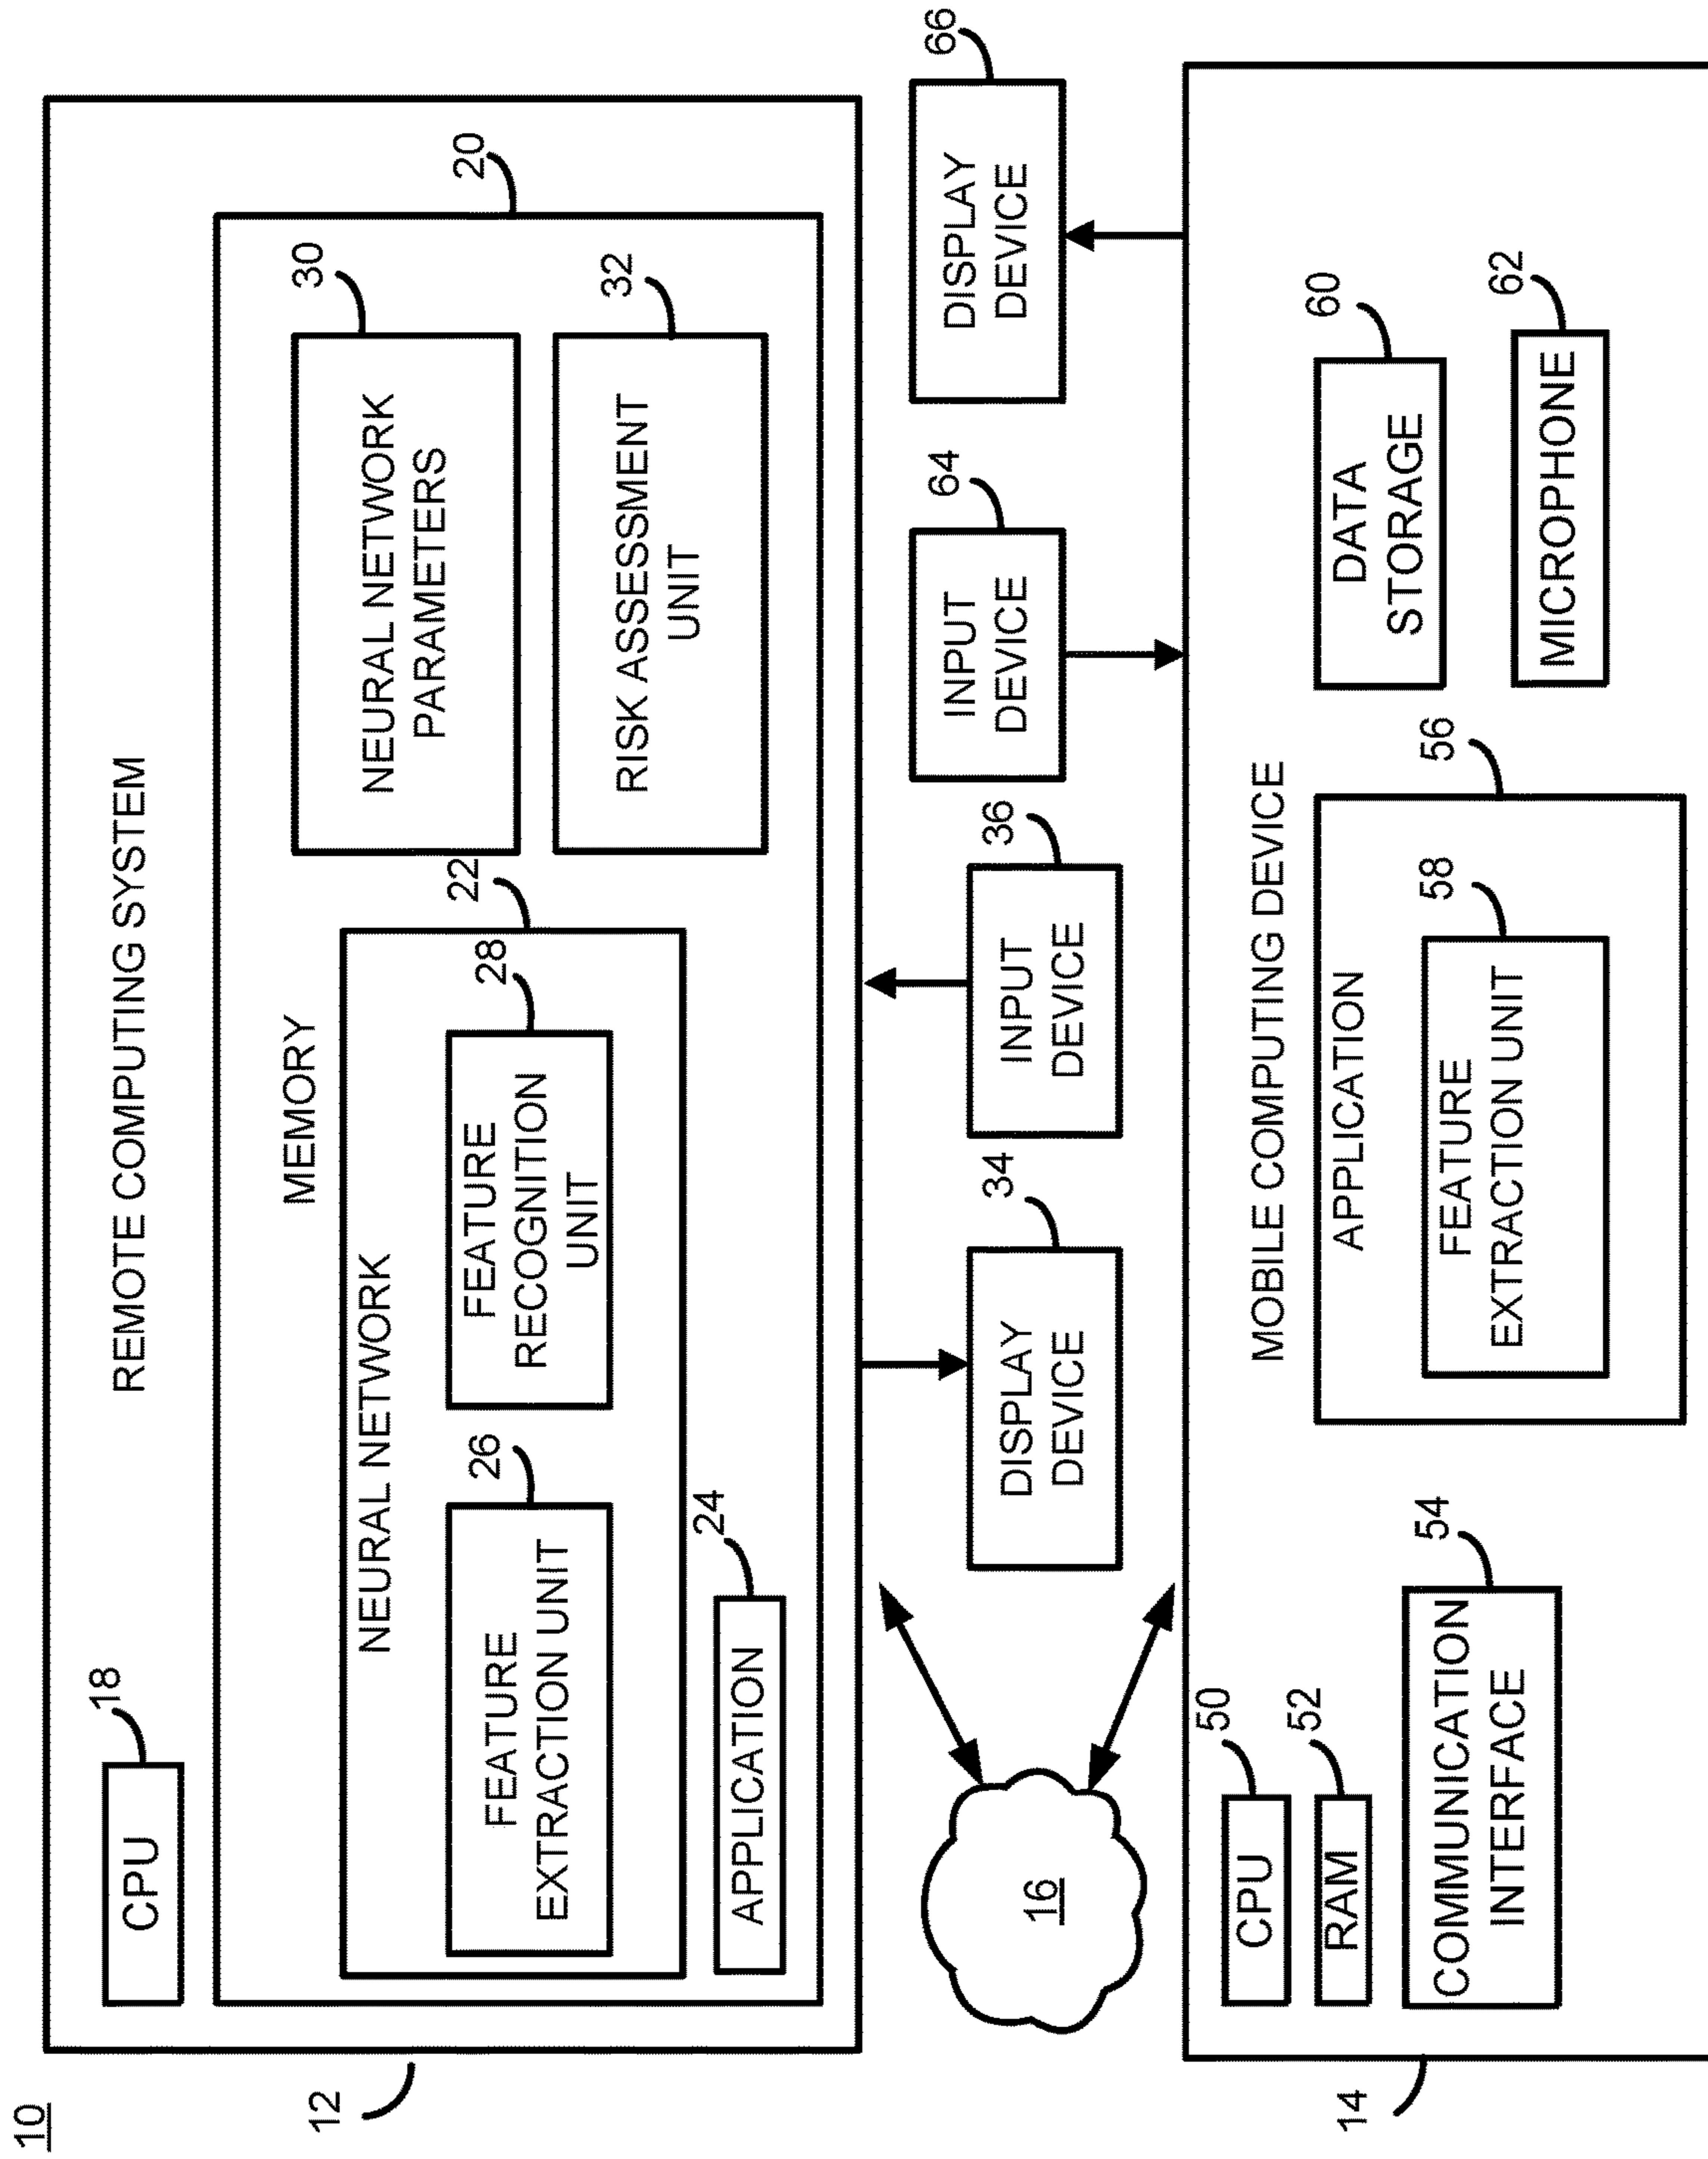 10
12
REMOTE COMPUTING SYSTEM
CPU
18
20
MEMORY
NEURAL NETWORK
22
FEATURE
EXTRACTION UNIT
26
FEATURE
RECOGNITION
UNIT
28
APPLICATION
24
NEURAL NETWORK
PARAMETERS
30
RISK ASSESSMENT
UNIT
32
16
DISPLAY
DEVICE
34
INPUT
DEVICE
36
INPUT
DEVICE
64
DISPLAY
DEVICE
66
14
MOBILE COMPUTING DEVICE
CPU
50
RAM
52
COMMUNICATION
INTERFACE
54
APPLICATION
56
FEATURE
EXTRACTION UNIT
58
DATA
STORAGE
60
MICROPHONE
62